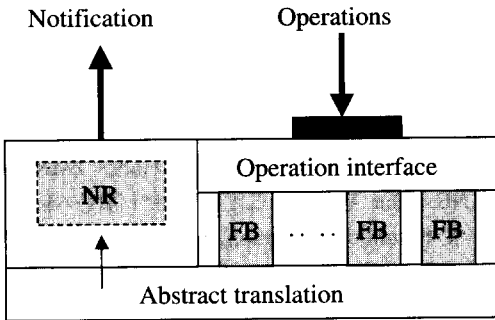 Notification Operations
Operation interface
NR
FB .... FB FB
Abstract translation